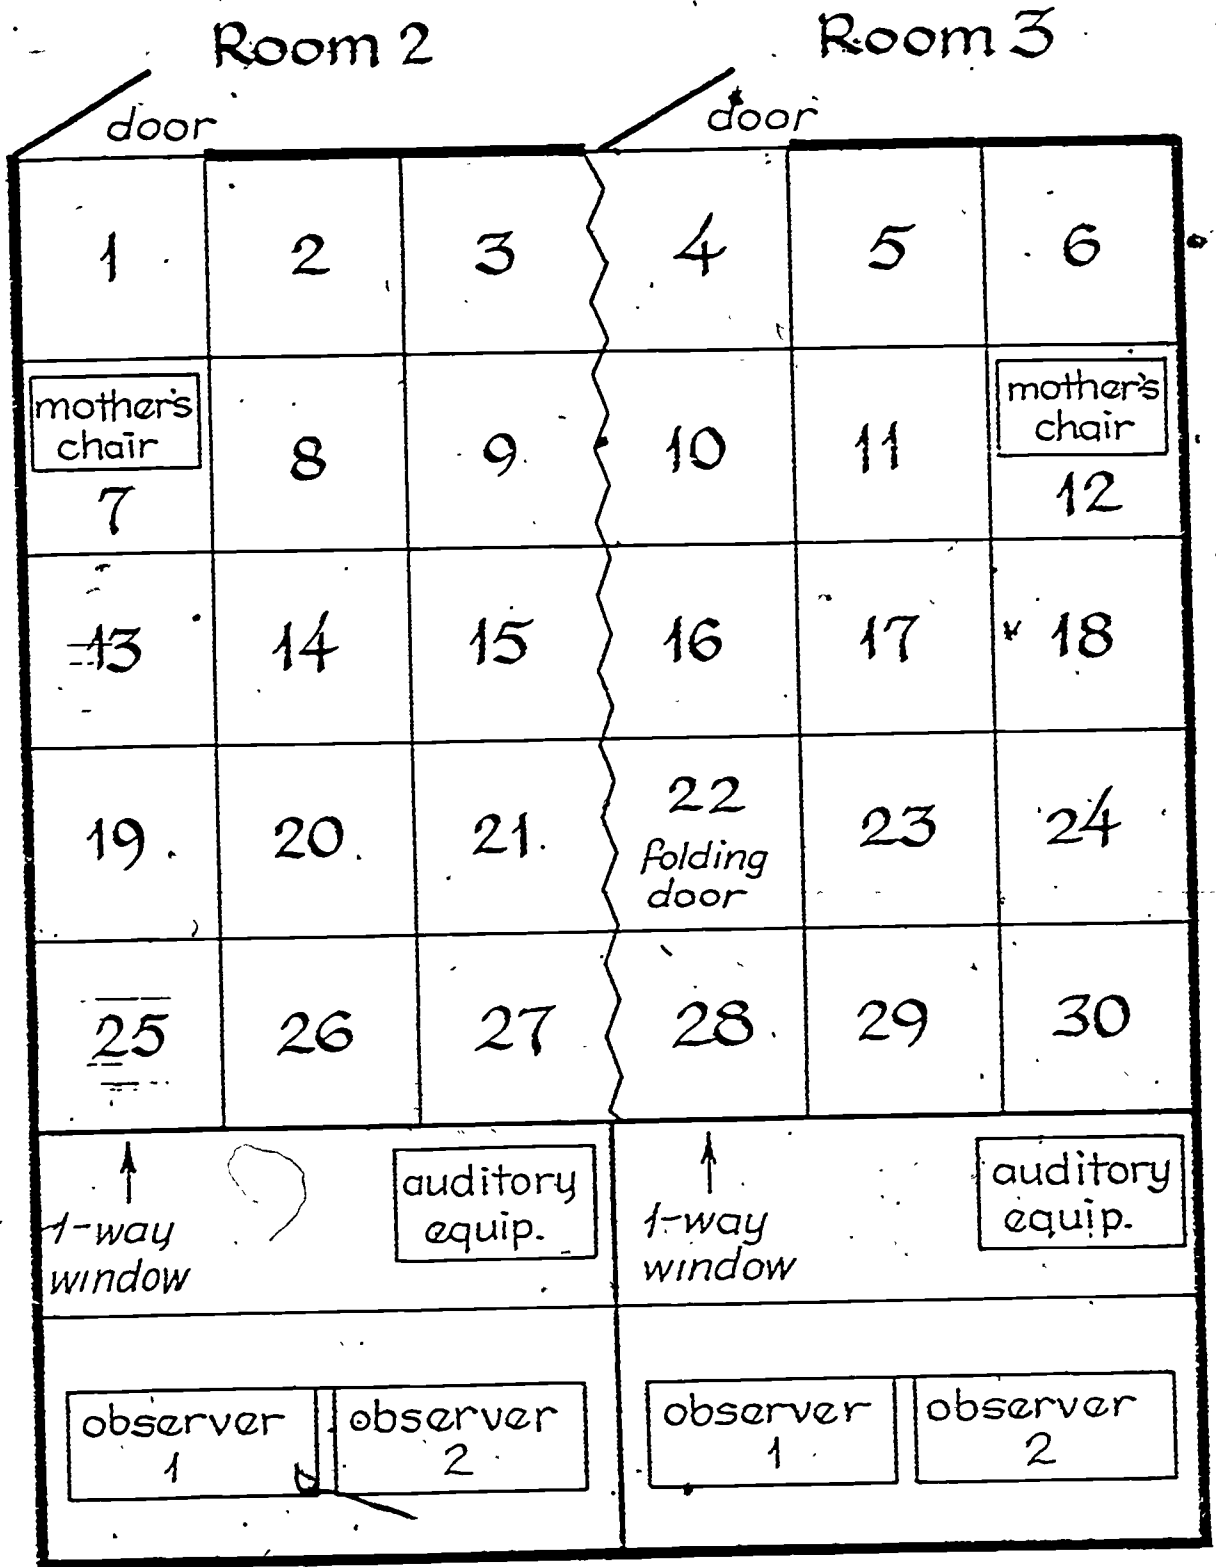 Room 2
Room 3
door
door
1 2 3 4 5 6
mother's
chair
7
8 9 10 11
mother's
chair
12
13 14 15 16 17 18
19 20 21 22 23 24
folding
door
25 26 27 28 29 30
1-way
window
auditory
equip.
1-way
window
auditory
equip.
observer
1
observer
2
observer
1
observer
2